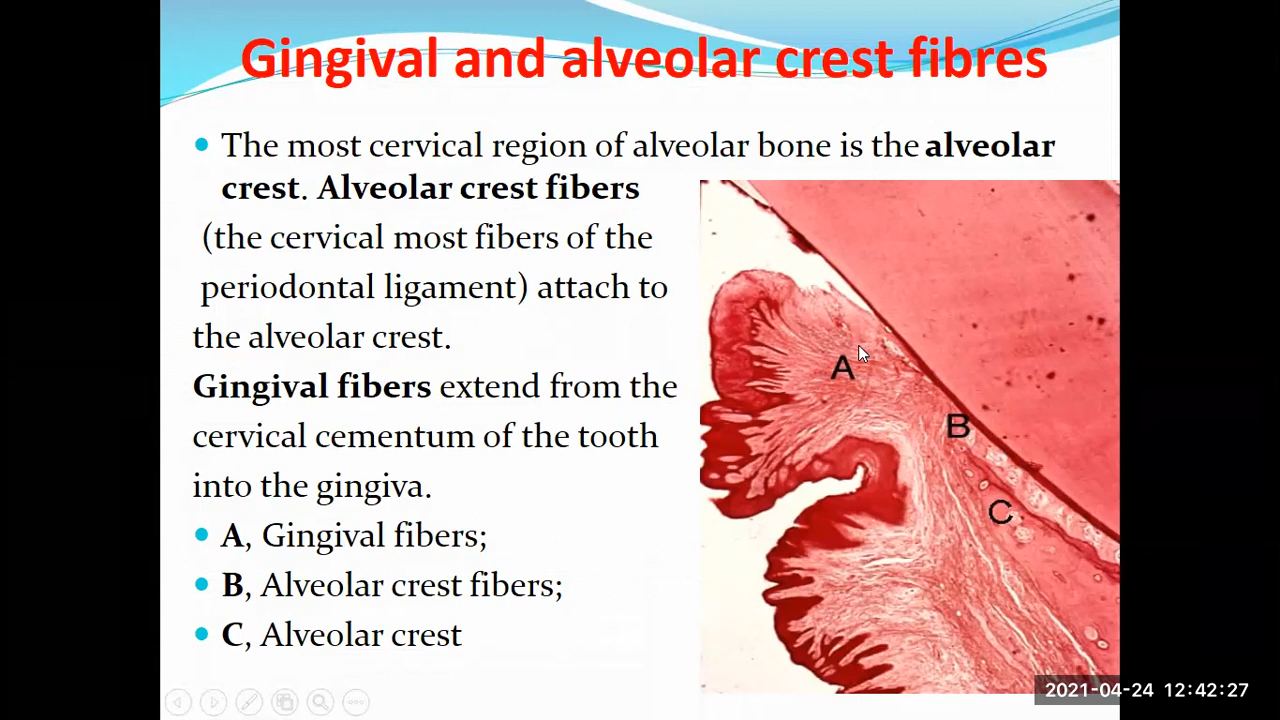 Gingival and alveolar crest fibres
• The most cervical region of alveolar bone is the alveolar
crest. Alveolar crest fibers
(the cervical most fibers of the
periodontal ligament) attach to
the alveolar crest.
Gingival fibers extend from the
cervical cementum of the tooth
into the gingiva.
• A, Gingival fibers;
• B, Alveolar crest fibers;
• C, Alveolar crest
A
B
C
2021-04-24 12:42:27